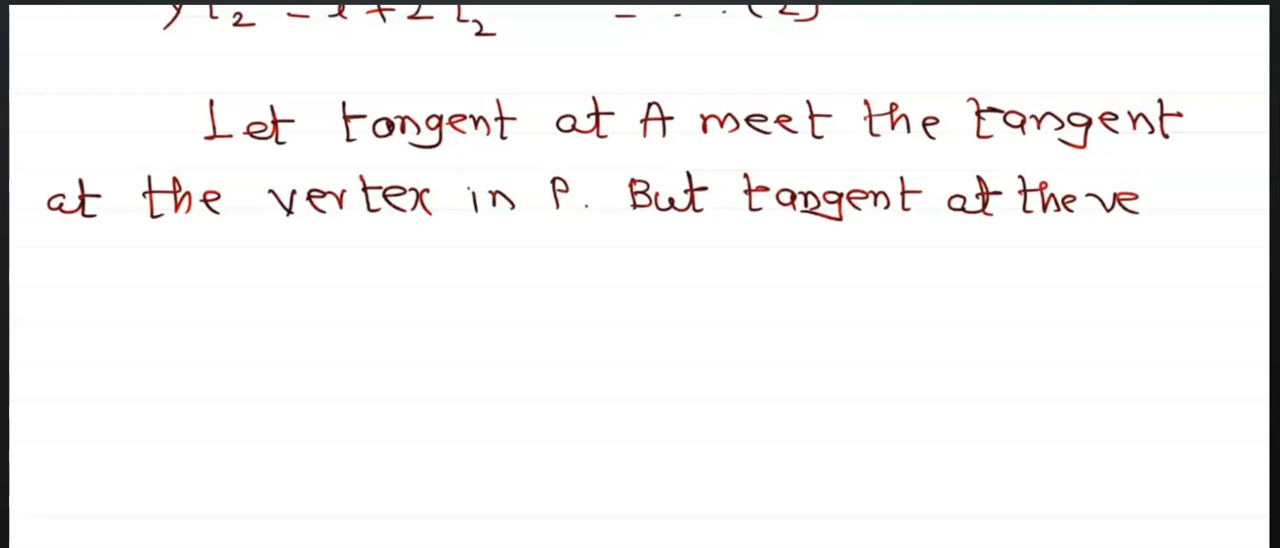 Let tangent at A meet the tangent
at the vertex in P. But tangent at the ve